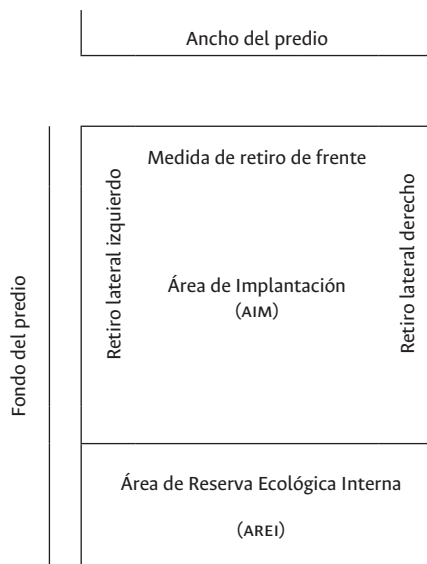 Ancho del predio
Medida de retiro de frente
Retiro lateral izquierdo
Retiro lateral derecho
Área de Implantación
(AIM)
Fondo del predio
Área de Reserva Ecológica Interna
(AREI)